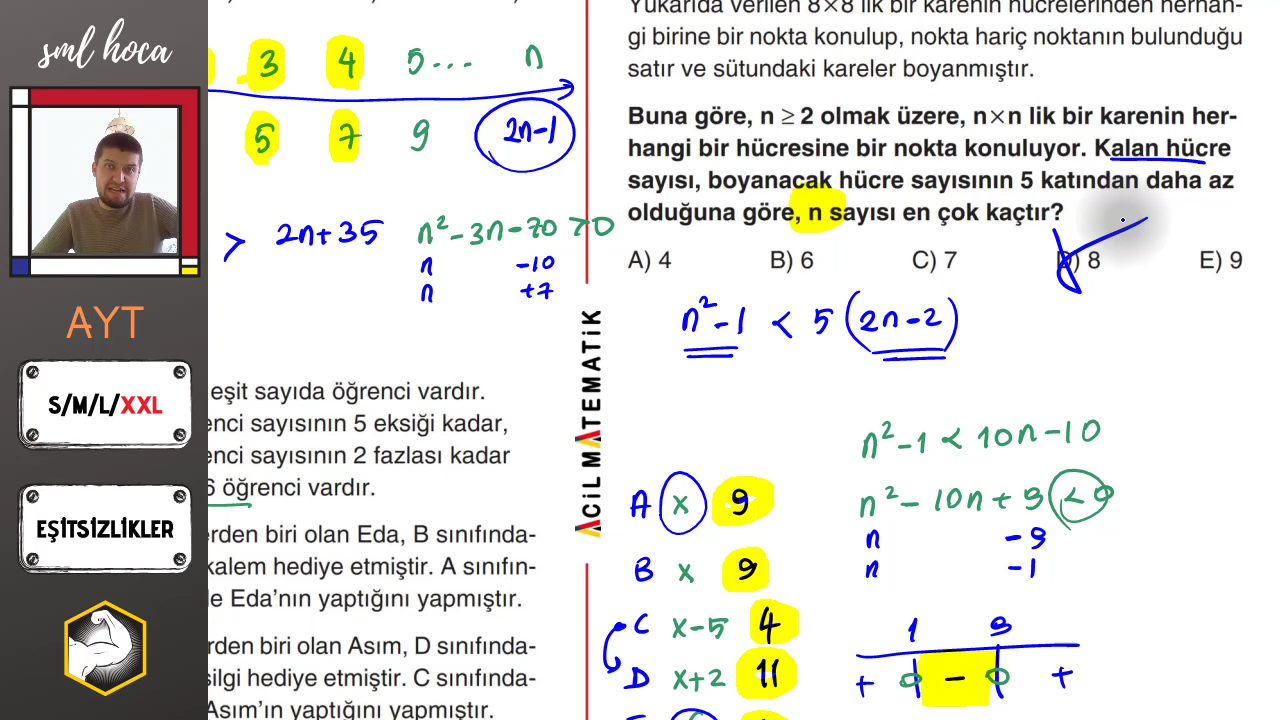 sml hoca
AYT
S/M/L/XXL
EŞİTSİZLİKLER
3 4 5... n
5 7 9 2n-1
> 2n+35 n²-3n-70 >0
n -10
n +7
eşit sayıda öğrenci vardır.
enci sayısının 5 eksiği kadar,
enci sayısının 2 fazlası kadar
6 öğrenci vardır.
erden biri olan Eda, B sınıfında-
kalem hediye etmiştir. A sınıfın-
le Eda'nın yaptığını yapmıştır.
rden biri olan Asım, D sınıfında-
silgi hediye etmiştir. C sınıfında-
Asım'ın yaptığını yapmıştır.
ACİLMATEMATİK
Yukarıda verilen 8×8 lik bir karenin hücrelerinden herhan-
gi birine bir nokta konulup, nokta hariç noktanın bulunduğu
satır ve sütundaki kareler boyanmıştır.
Buna göre, n ≥ 2 olmak üzere, n×n lik bir karenin her-
hangi bir hücresine bir nokta konuluyor. Kalan hücre
sayısı, boyanacak hücre sayısının 5 katından daha az
olduğuna göre, n sayısı en çok kaçtır?
A) 4 B) 6 C) 7 D) 8 E) 9
n²-1 < 5(2n-2)
n²-1 < 10n-10
n²-10n+9 <0
n -9
n -1
1 9
+ 0 - 0 +
A x 9
B x 9
C x-5 4
D x+2 11